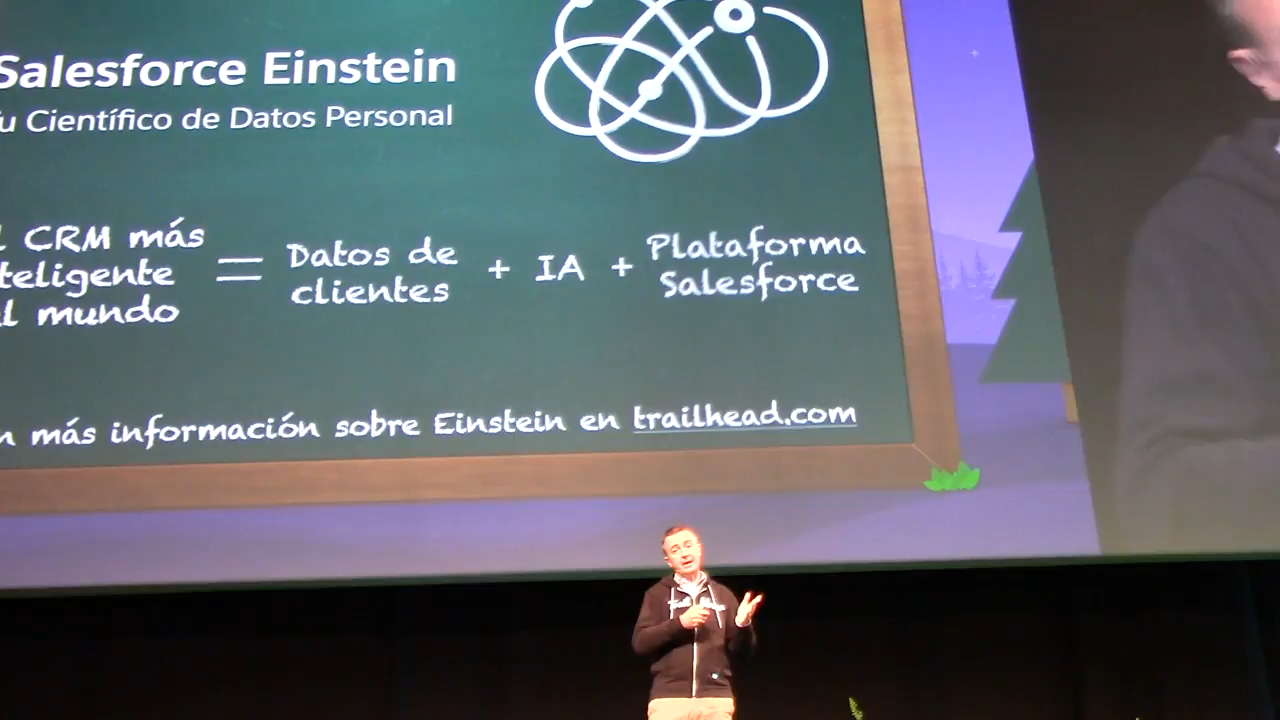 Salesforce Einstein
Tu Científico de Datos Personal
CRM más
teligente
mundo
=
Datos de
clientes
+ IA +
Plataforma
Salesforce
más información sobre Einstein en trailhead.com